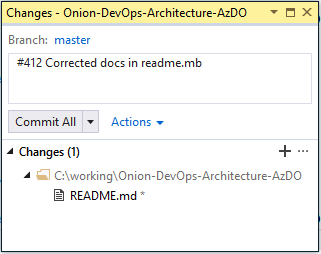 Changes - Onion-DevOps-Architecture-AzDO
Branch: master
#412 Corrected docs in readme.mb
Commit All Actions
Changes (1)
C:\working\Onion-DevOps-Architecture-AzDO
README.md *